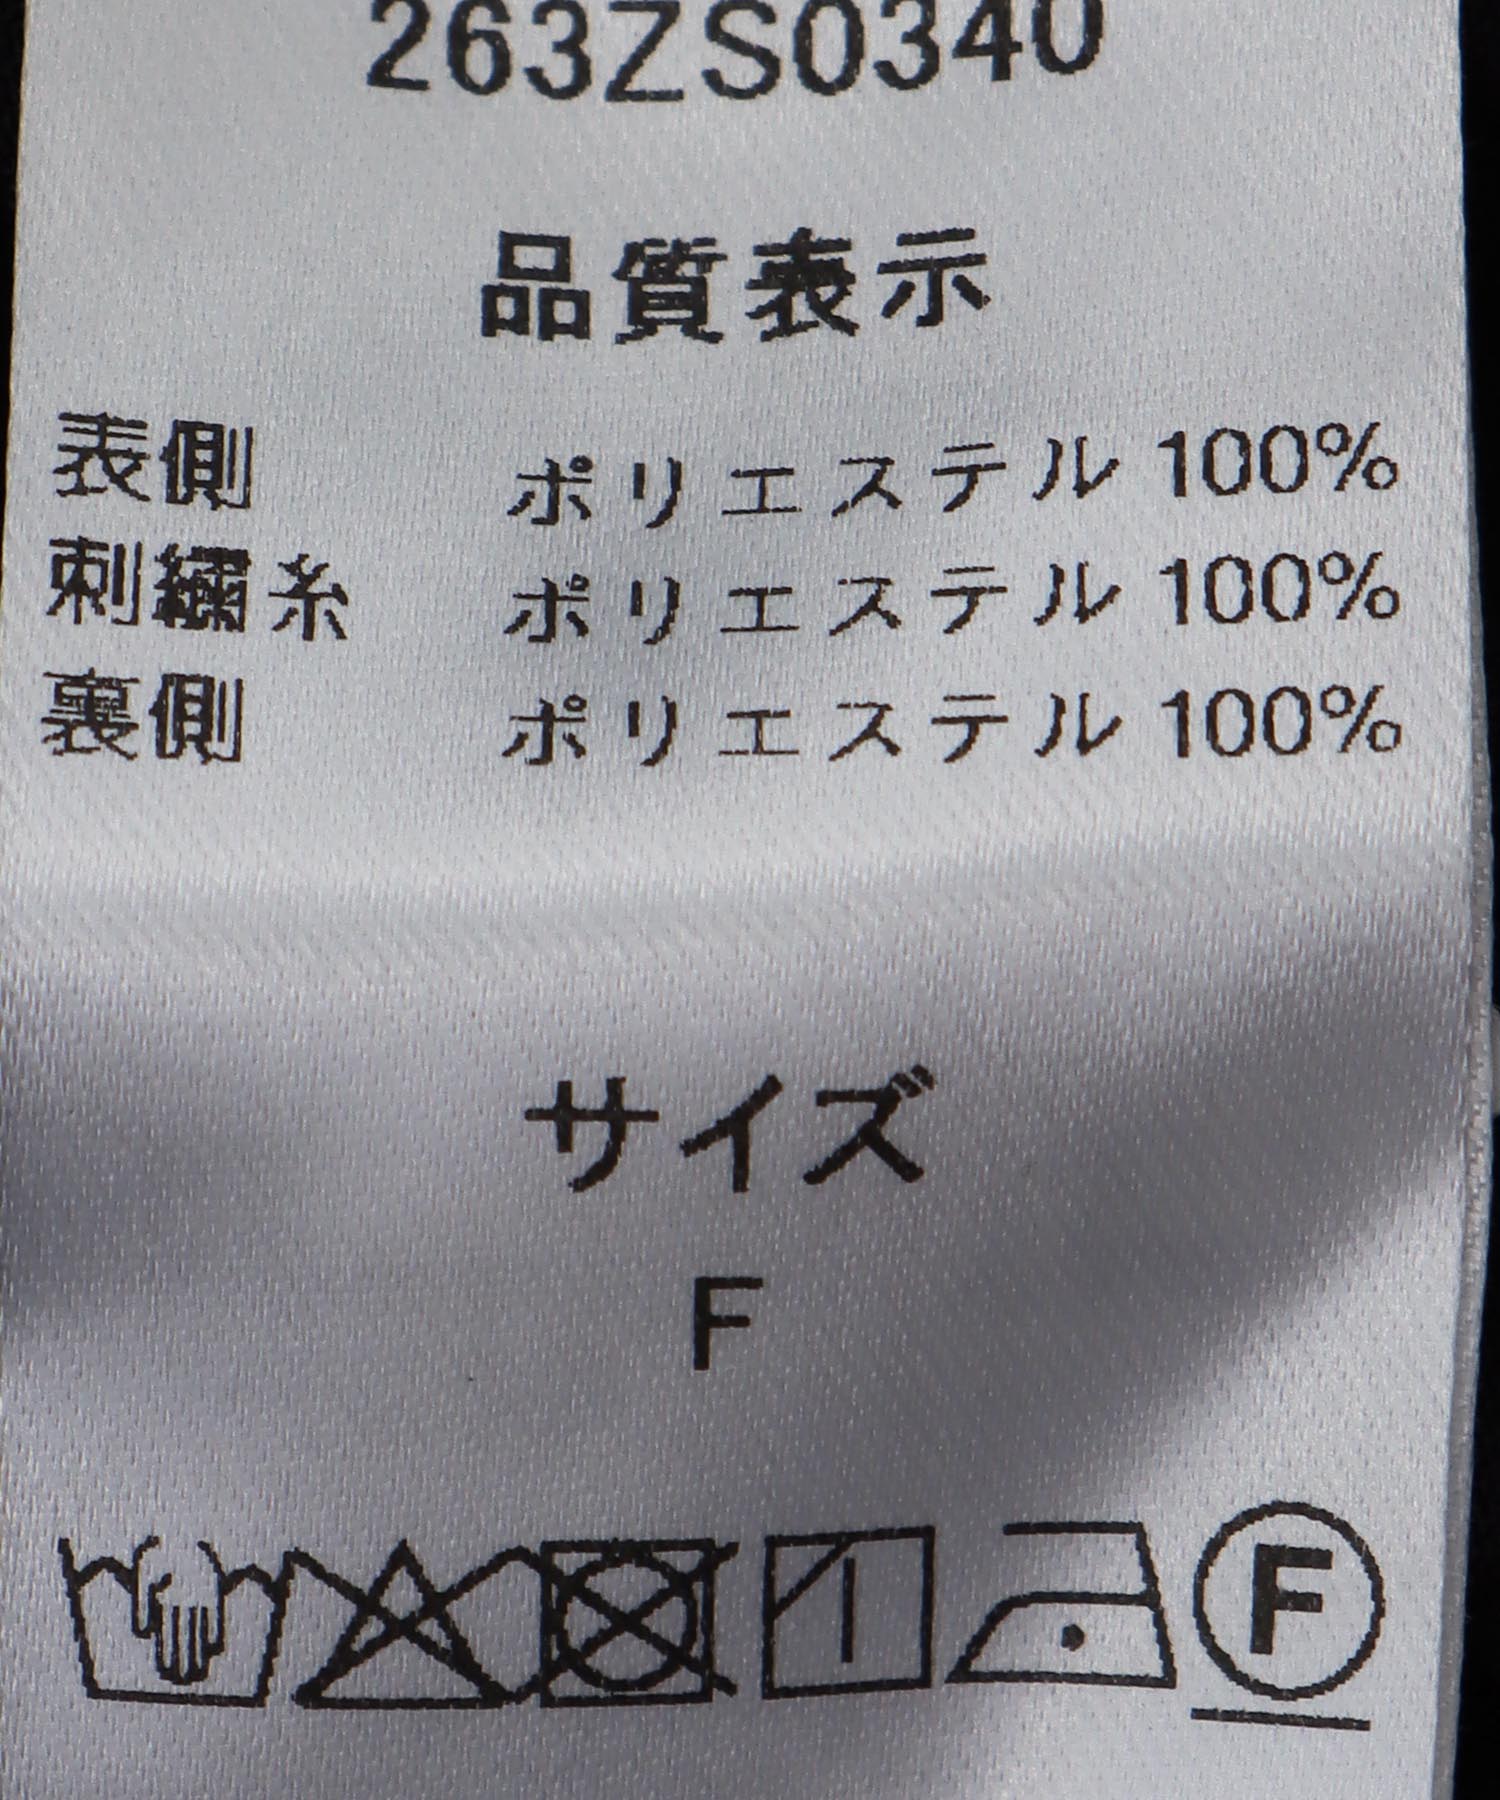 263ZS0340
品質表示
表側 ポリエステル 100%
刺繍糸 ポリエステル 100%
裏側 ポリエステル 100%
サイズ
F
F